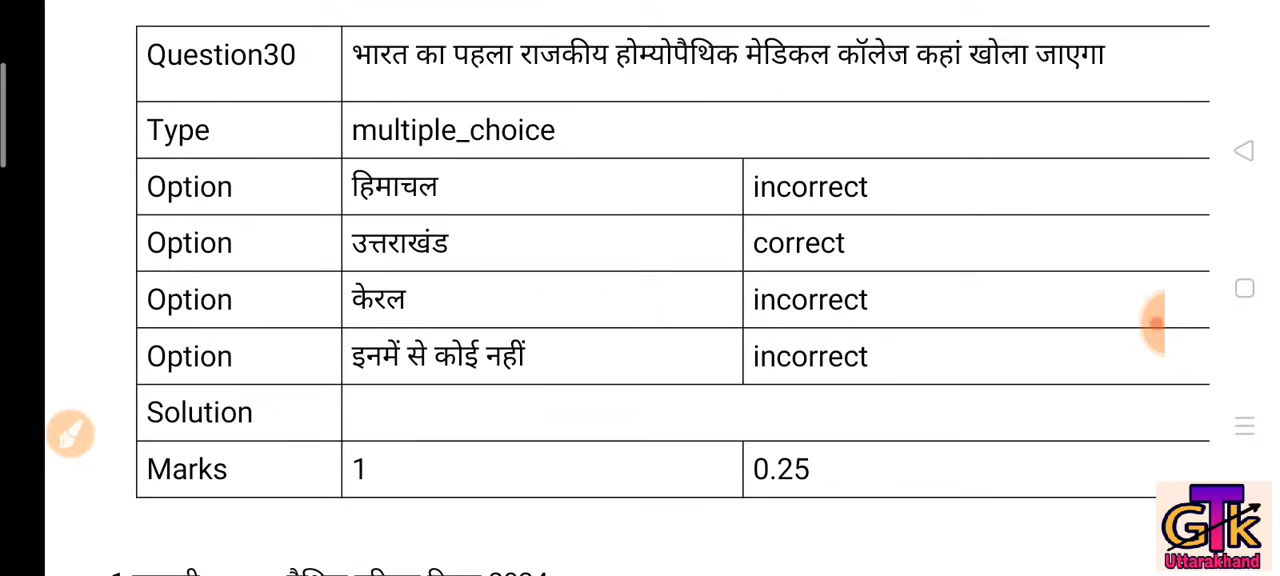 Question30 भारत का पहला राजकीय होम्योपैथिक मेडिकल कॉलेज कहां खोला जाएगा
Type multiple_choice
Option हिमाचल incorrect
Option उत्तराखंड correct
Option केरल incorrect
Option इनमें से कोई नहीं incorrect
Solution
Marks 1 0.25
GTk
Uttarakhand